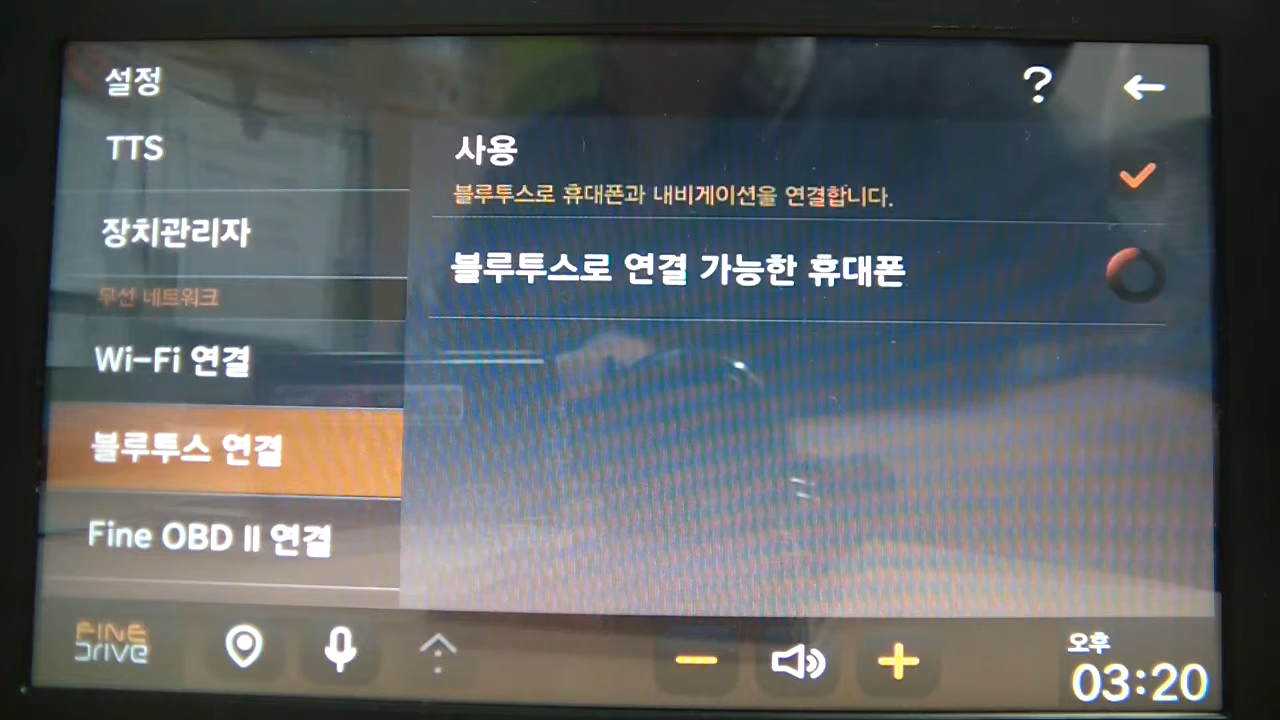 설정
TTS
장치관리자
무선 네트워크
Wi-Fi 연결
블루투스 연결
Fine OBD II 연결
사용
블루투스로 휴대폰과 내비게이션을 연결합니다.
블루투스로 연결 가능한 휴대폰
?
FINE
DRIVE
오후
03:20